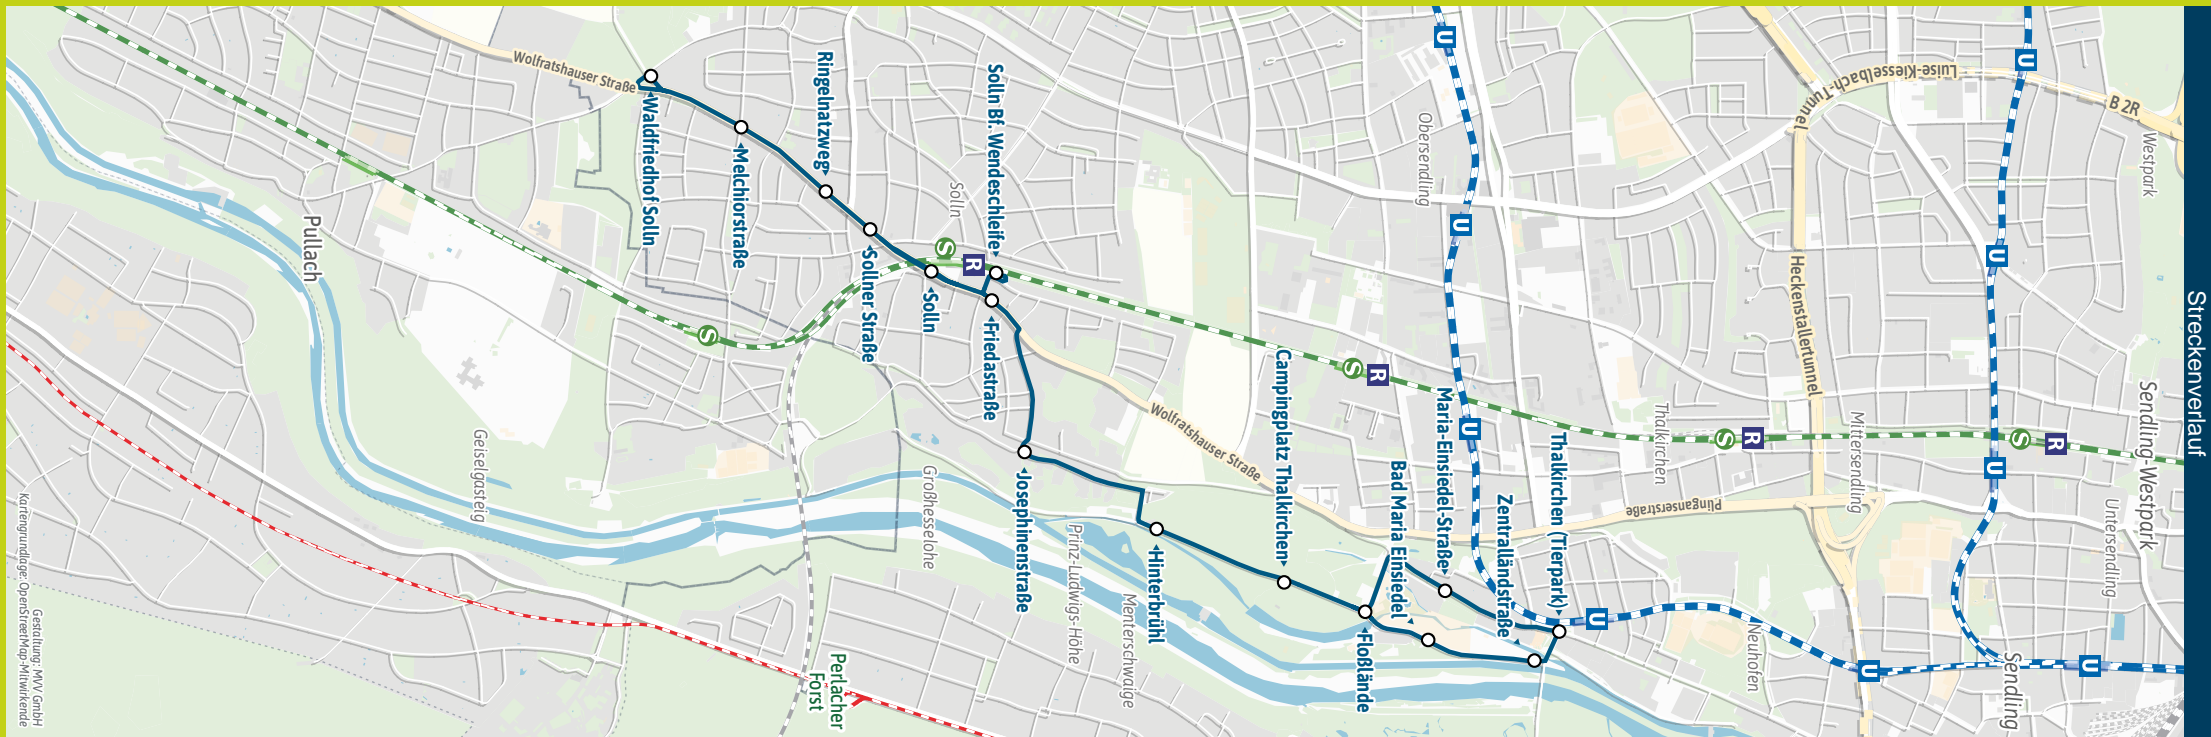 Streckenverlauf
Westpark
B 2R
Luise-Kiesselbach-Tunnel
Heckenstallertunnel
Sendling-Westpark
Untersendling
Mittersendling
Sendling
Neuhofen
Thalkirchen
Plinganserstraße
Obersendling
Thalkirchen (Tierpark)
Zentralländstraße
Maria-Einsiedel-Straße
Bad Maria Einsiedel
Floßlände
Campingplatz Thalkirchen
Wolfratshauser Straße
Hinterbrühl
Menterschwaige
Prinz-Ludwigs-Höhe
Josephinenstraße
Solln Bf. Wendeschleife
Friedastraße
Solln
Solln
Großhesselohe
Sollner Straße
Ringelnatzweg
Melchiorstraße
Waldfriedhof Solln
Wolfratshauser Straße
Perlacher
Forst
Geiselgasteig
Pullach
U
U
U
U
U
U
U
U
U
U
S
R
S
R
S
R
S
R
S
Gestaltung: MVV GmbH
Kartengrundlage: OpenStreetMap-Mitwirkende